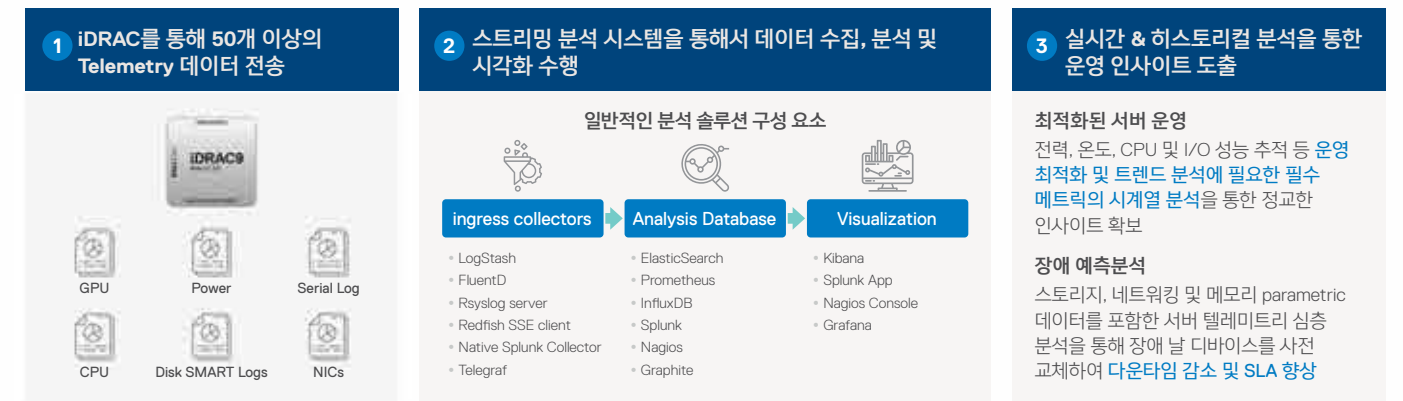 1
iDRAC를 통해 50개 이상의
Telemetry 데이터 전송
iDRAC9
GPU
Power
Serial Log
CPU
Disk SMART Logs
NICs
2
스트리밍 분석 시스템을 통해서 데이터 수집, 분석 및
시각화 수행
일반적인 분석 솔루션 구성 요소
ingress collectors
• LogStash
• FluentD
• Rsyslog server
• Redfish SSE client
• Native Splunk Collector
• Telegraf
Analysis Database
• ElasticSearch
• Prometheus
• InfluxDB
• Splunk
• Nagios
• Graphite
Visualization
• Kibana
• Splunk App
• Nagios Console
• Grafana
3
실시간 & 히스토리컬 분석을 통한
운영 인사이트 도출
최적화된 서버 운영
전력, 온도, CPU 및 I/O 성능 추적 등 운영
최적화 및 트렌드 분석에 필요한 필수
메트릭의 시계열 분석을 통한 정교한
인사이트 확보
장애 예측분석
스토리지, 네트워킹 및 메모리 parametric
데이터를 포함한 서버 텔레미트리 심층
분석을 통해 장애 날 디바이스를 사전
교체하여 다운타임 감소 및 SLA 향상